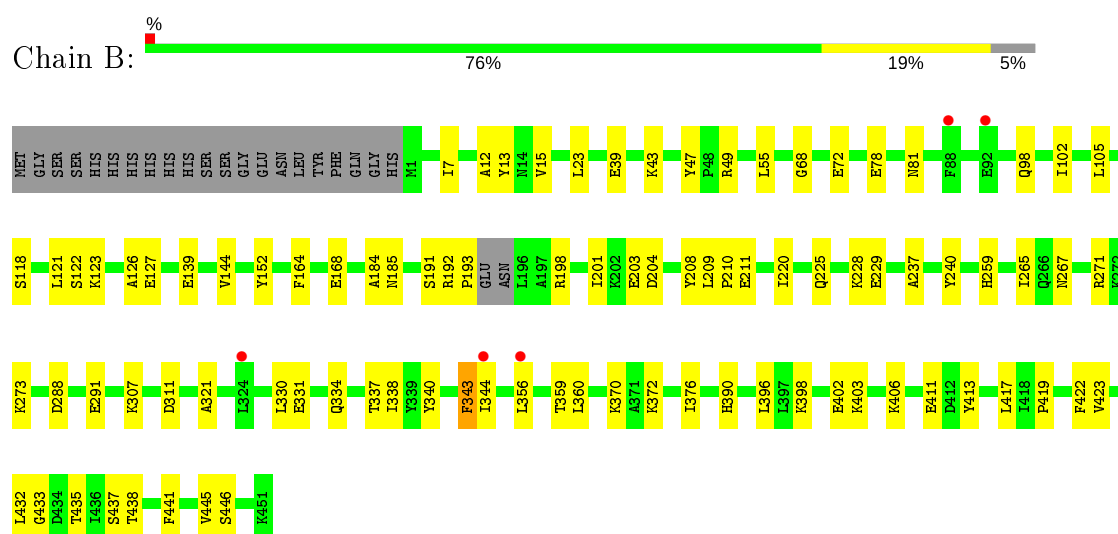 %
Chain B:
76% 19% 5%
MET GLY SER SER HIS HIS HIS HIS HIS HIS SER SER GLY GLU ASN LEU TYR PHE GLN GLY HIS M1 I7 A12 Y13 N14 V15 L23 E39 K43 Y47 P48 R49 L55 G68 E72 E78 N81 F88 E92 Q98 I102 L105
S118 L121 S122 K123 A126 E127 E139 V144 Y152 F164 E168 A184 N185 S191 R192 P193 GLU ASN L196 A197 R198 I201 K202 E203 D204 Y208 L209 P210 E211 I220 Q225 K228 E229 A237 Y240 H259 I265 Q266 N267 R271 K272
K273 D288 E291 K307 D311 A321 L324 L330 E331 Q334 T337 I338 Y339 Y340 F343 I344 L356 T359 L360 K370 A371 K372 I376 H390 L396 L397 K398 E402 K403 K406 E411 D412 Y413 L417 I418 P419 F422 V423
L432 G433 D434 T435 I436 S437 T438 F441 V445 S446 K451